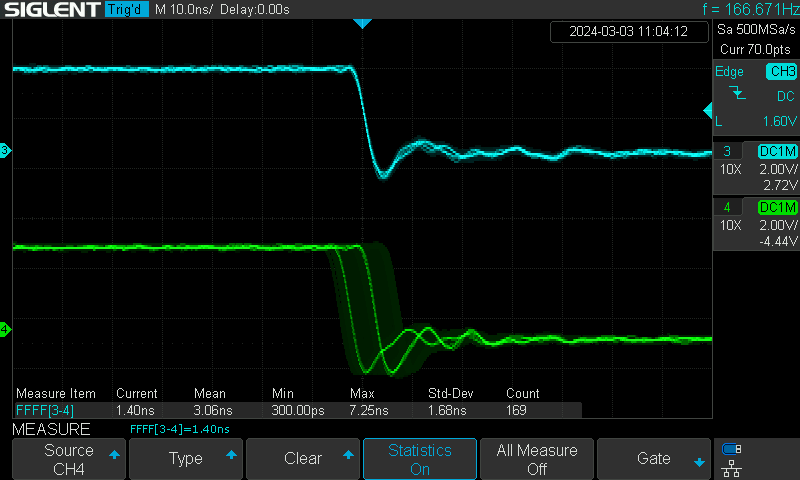 SIGLENT Trig'd M 10.0ns/ Delay:0.00s f = 166.671Hz
2024-03-03 11:04:12
Sa 500MSa/s
Curr 70.0pts
Edge CH3
DC
L 1.60V
3 DC1M
10X 2.00V/
2.72V
4 DC1M
10X 2.00V/
-4.44V
3
4
Measure Item Current Mean Min Max Std-Dev Count
FFFF[3-4] 1.40ns 3.06ns 300.00ps 7.25ns 1.68ns 169
MEASURE FFFF[3-4]=1.40ns
Source
CH4
Type
Clear
Statistics
On
All Measure
Off
Gate